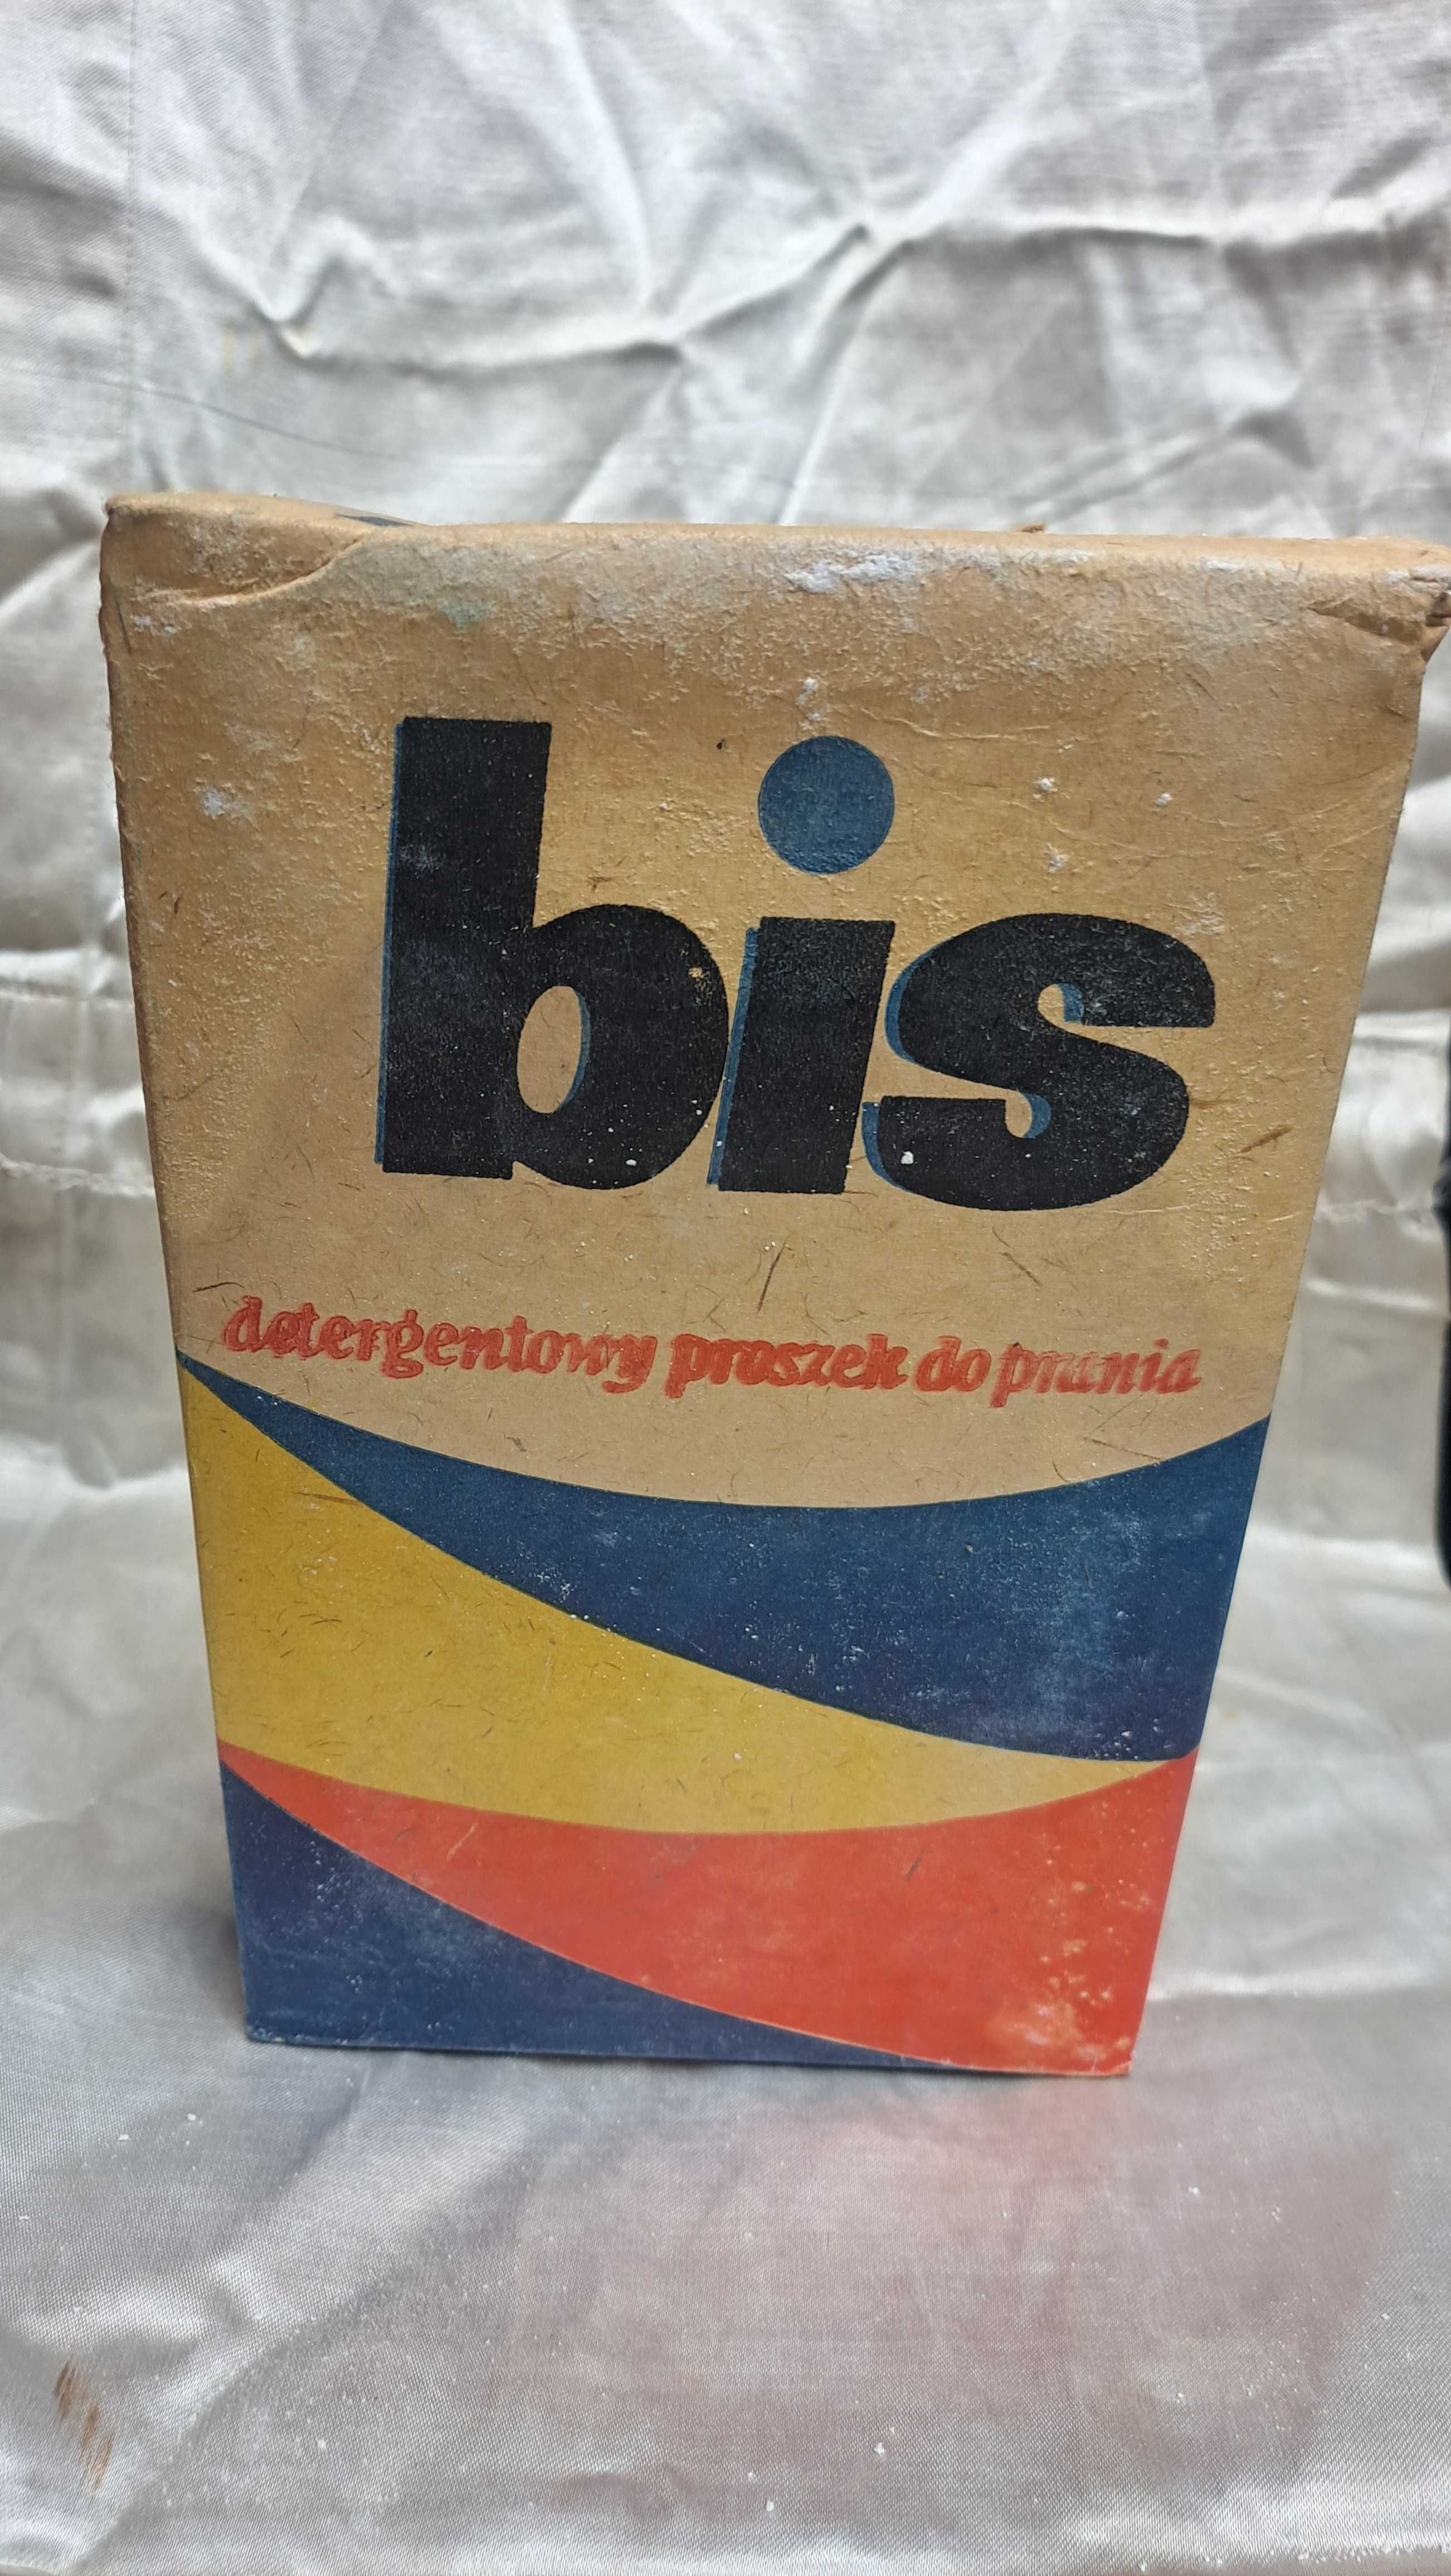 bis
detergentowy proszek do prania